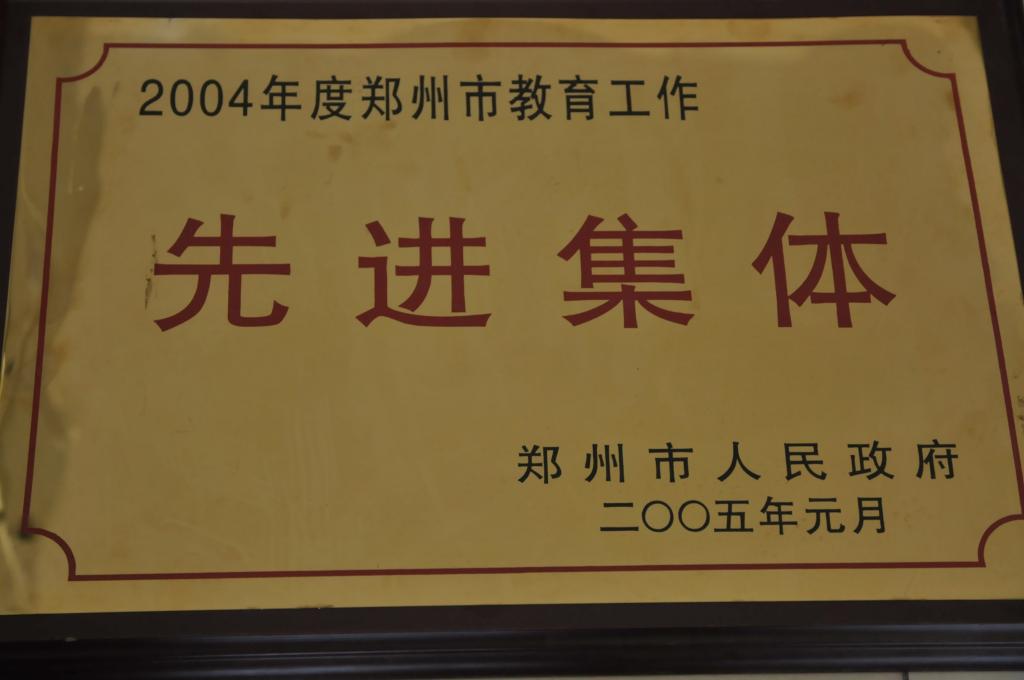 2004年度郑州市教育工作
先进集体
郑州市人民政府
二〇〇五年元月